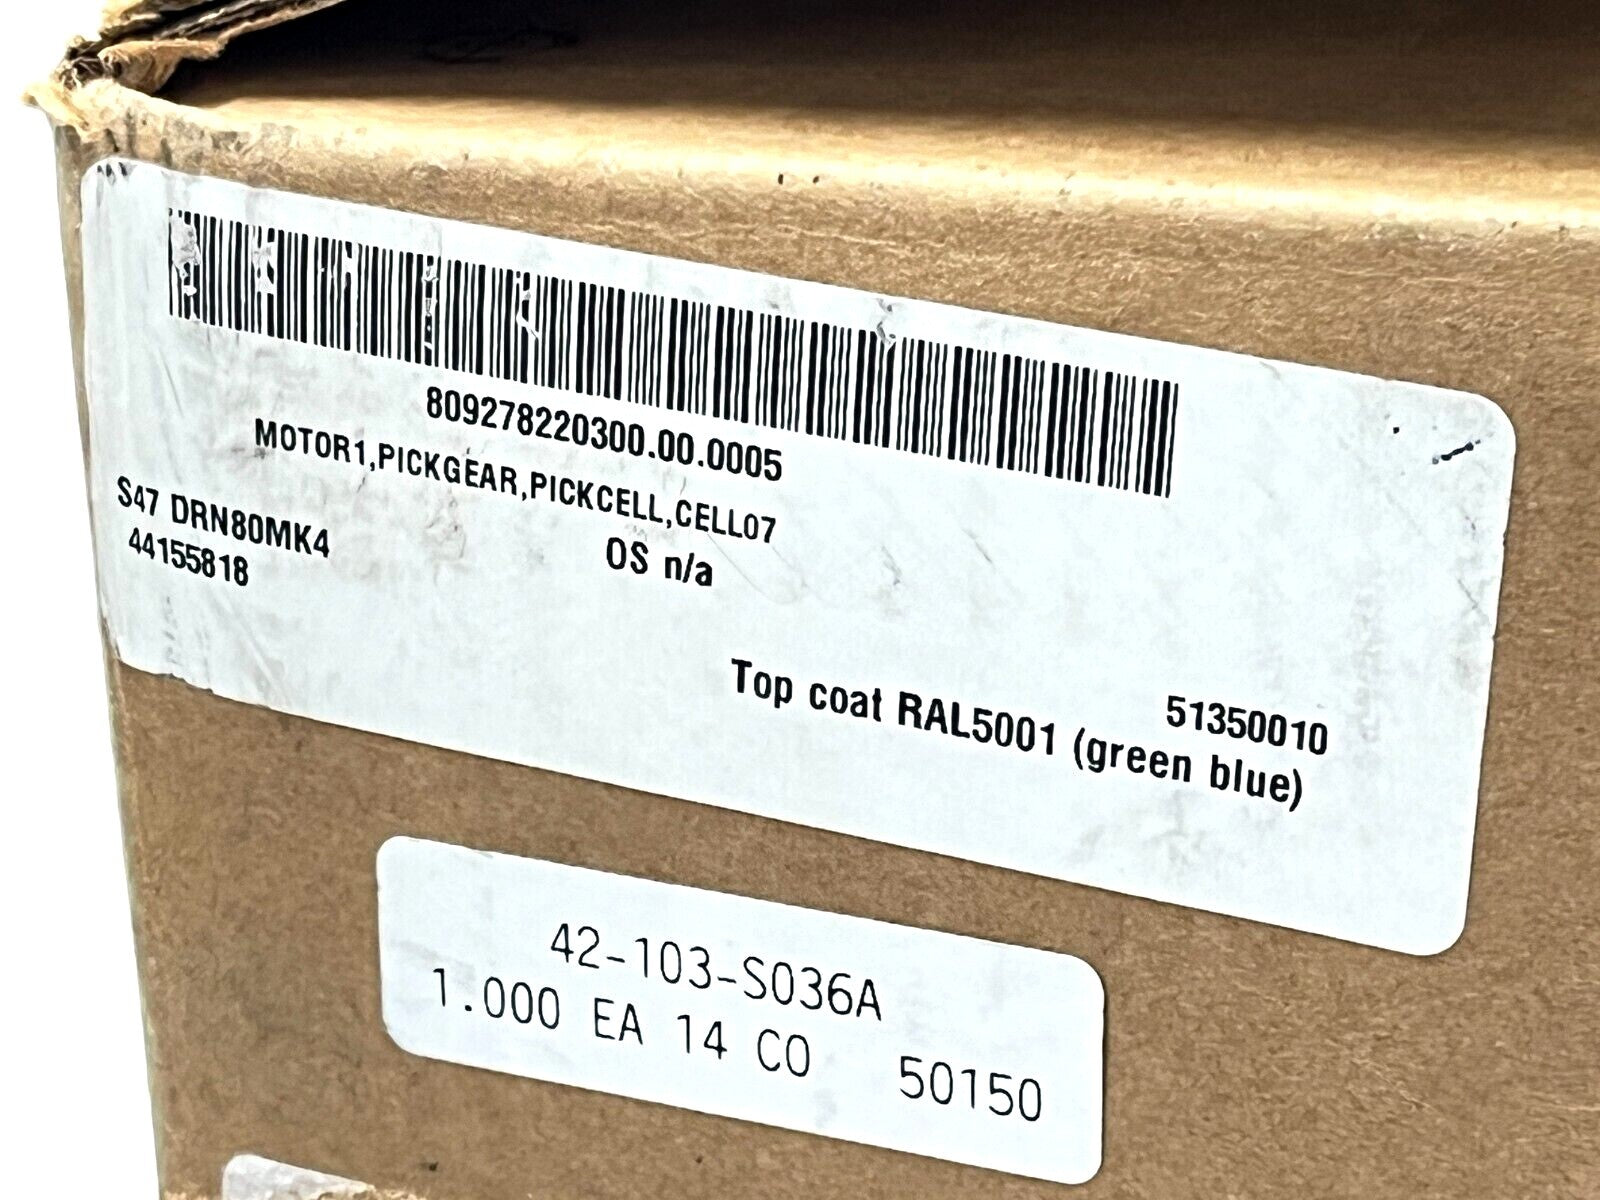 809278220300.00.0005
MOTOR1,PICKGEAR,PICKCELL,CELL07
S47 DRN80MK4
OS n/a
44155818
51350010
Top coat RAL5001 (green blue)
42-103-S036A
1.000 EA 14 CO 50150